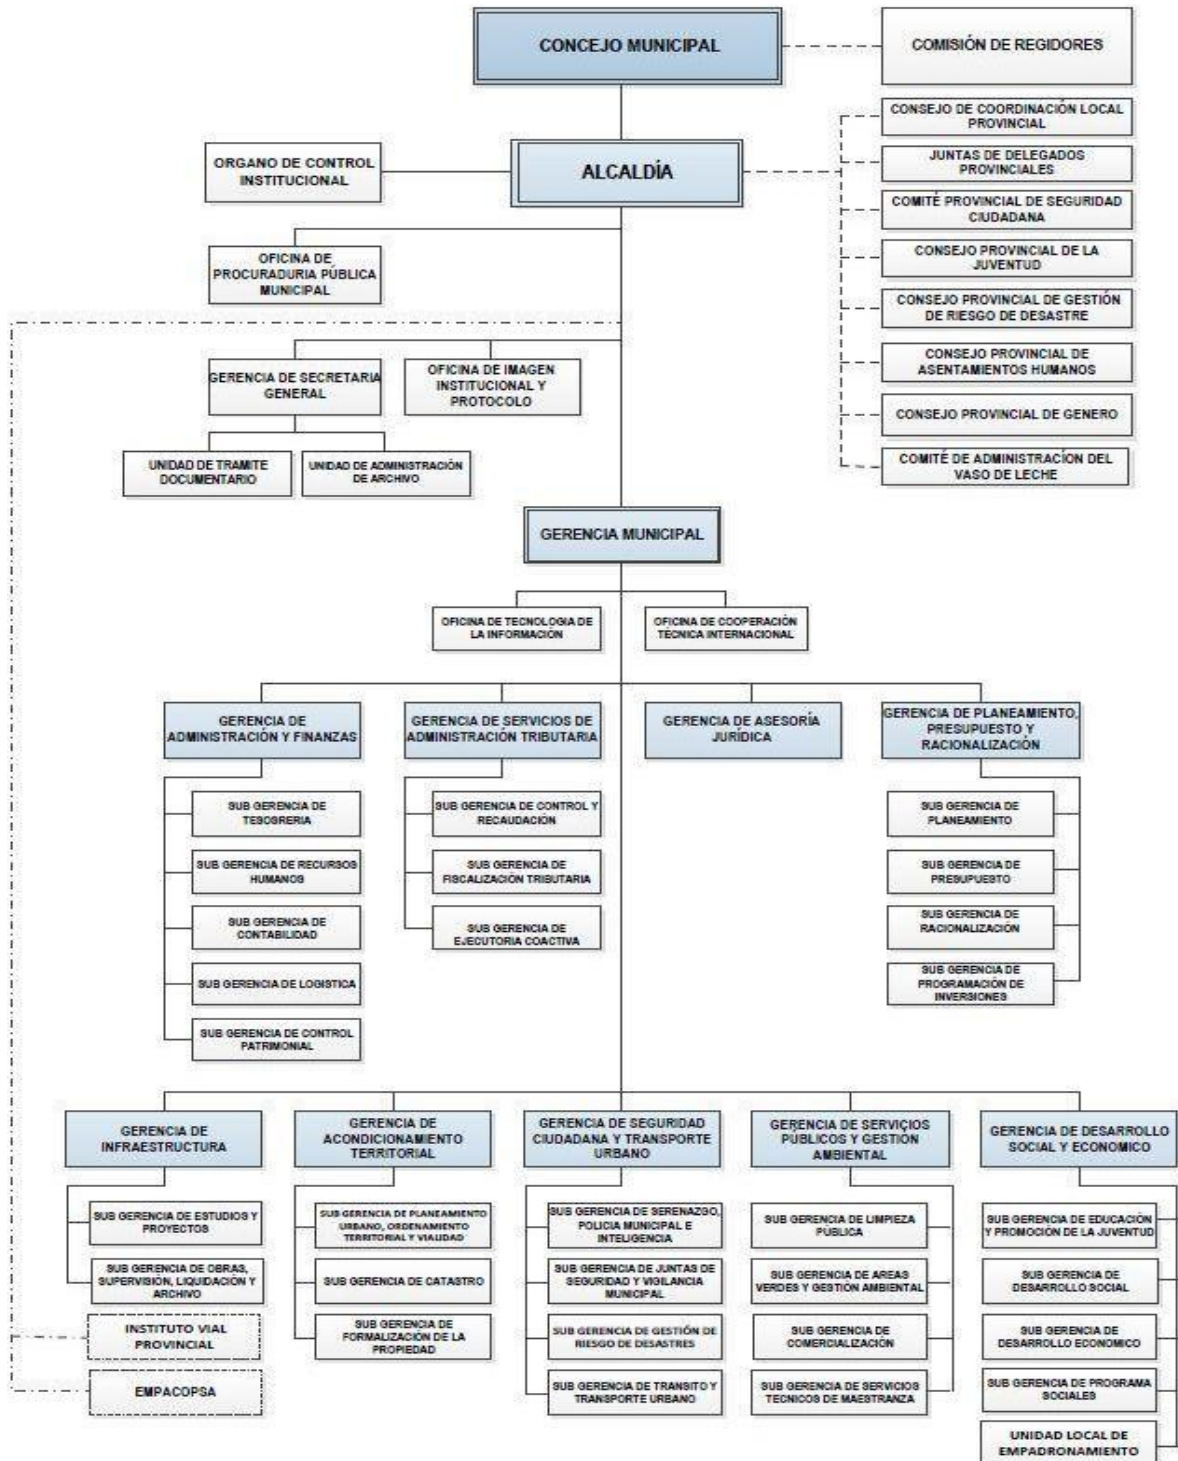 CONCEJO MUNICIPAL
COMISIÓN DE REGIDORES
CONSEJO DE COORDINACIÓN LOCAL
PROVINCIAL
ORGANO DE CONTROL
INSTITUCIONAL
ALCALDÍA
JUNTAS DE DELEGADOS
PROVINCIALES
COMITÉ PROVINCIAL DE SEGURIDAD
CIUDADANA
OFICINA DE
PROCURADURIA PÚBLICA
MUNICIPAL
CONSEJO PROVINCIAL DE LA
JUVENTUD
CONSEJO PROVINCIAL DE GESTIÓN
DE RIESGO DE DESASTRE
GERENCIA DE SECRETARIA
GENERAL
OFICINA DE IMAGEN
INSTITUCIONAL Y
PROTOCOLO
CONSEJO PROVINCIAL DE
ASENTAMIENTOS HUMANOS
CONSEJO PROVINCIAL DE GENERO
UNIDAD DE TRAMITE
DOCUMENTARIO
UNIDAD DE ADMINISTRACIÓN
DE ARCHIVO
COMITÉ DE ADMINISTRACÍON DEL
VASO DE LECHE
GERENCIA MUNICIPAL
OFICINA DE TECNOLOGIA DE
LA INFORMACIÓN
OFICINA DE COOPERACIÓN
TÉCNICA INTERNACIONAL
GERENCIA DE
ADMINISTRACIÓN Y FINANZAS
GERENCIA DE SERVICIOS DE
ADMINISTRACIÓN TRIBUTARIA
GERENCIA DE ASESORÍA
JURÍDICA
GERENCIA DE PLANEAMIENTO,
PRESUPUESTO Y
RACIONALIZACIÓN
SUB GERENCIA DE
TESOSRERIA
SUB GERENCIA DE RECURSOS
HUMANOS
SUB GERENCIA DE
CONTABILIDAD
SUB GERENCIA DE LOGISTICA
SUB GERENCIA DE CONTROL
PATRIMONIAL
SUB GERENCIA DE CONTROL Y
RECAUDACIÓN
SUB GERENCIA DE
FISCALIZACIÓN TRIBUTARIA
SUB GERENCIA DE
EJECUTORIA COACTIVA
SUB GERENCIA DE
PLANEAMIENTO
SUB GERENCIA DE
PRESUPUESTO
SUB GERENCIA DE
RACIONALIZACIÓN
SUB GERENCIA DE
PROGRAMACIÓN DE
INVERSIONES
GERENCIA DE
INFRAESTRUCTURA
GERENCIA DE
ACONDICIONAMIENTO
TERRITORIAL
GERENCIA DE SEGURIDAD
CIUDADANA Y TRANSPORTE
URBANO
GERENCIA DE SERVICIOS
PÚBLICOS Y GESTIÓN
AMBIENTAL
GERENCIA DE DESARROLLO
SOCIAL Y ECONOMICO
SUB GERENCIA DE ESTUDIOS Y
PROYECTOS
SUB GERENCIA DE OBRAS,
SUPERVISIÓN, LIQUIDACIÓN Y
ARCHIVO
INSTITUTO VIAL
PROVINCIAL
EMPACOPSA
SUB GERENCIA DE PLANEAMIENTO
URBANO, ORDENAMIENTO
TERRITORIAL Y VIALIDAD
SUB GERENCIA DE CATASTRO
SUB GERENCIA DE
FORMALIZACIÓN DE LA
PROPIEDAD
SUB GERENCIA DE SERENAZGO,
POLICIA MUNICIPAL E
INTELIGENCIA
SUB GERENCIA DE JUNTAS DE
SEGURIDAD Y VIGILANCIA
MUNICIPAL
SUB GERENCIA DE GESTIÓN DE
RIESGO DE DESASTRES
SUB GERENCIA DE TRANSITO Y
TRANSPORTE URBANO
SUB GERENCIA DE LIMPIEZA
PÚBLICA
SUB GERENCIA DE AREAS
VERDES Y GESTIÓN AMBIENTAL
SUB GERENCIA DE
COMERCIALIZACIÓN
SUB GERENCIA DE SERVICIOS
TECNICOS DE MAESTRANZA
SUB GERENCIA DE EDUCACIÓN
Y PROMOCIÓN DE LA JUVENTUD
SUB GERENCIA DE
DESARROLLO SOCIAL
SUB GERENCIA DE
DESARROLLO ECONOMICO
SUB GERENCIA DE PROGRAMA
SOCIALES
UNIDAD LOCAL DE
EMPADRONAMIENTO